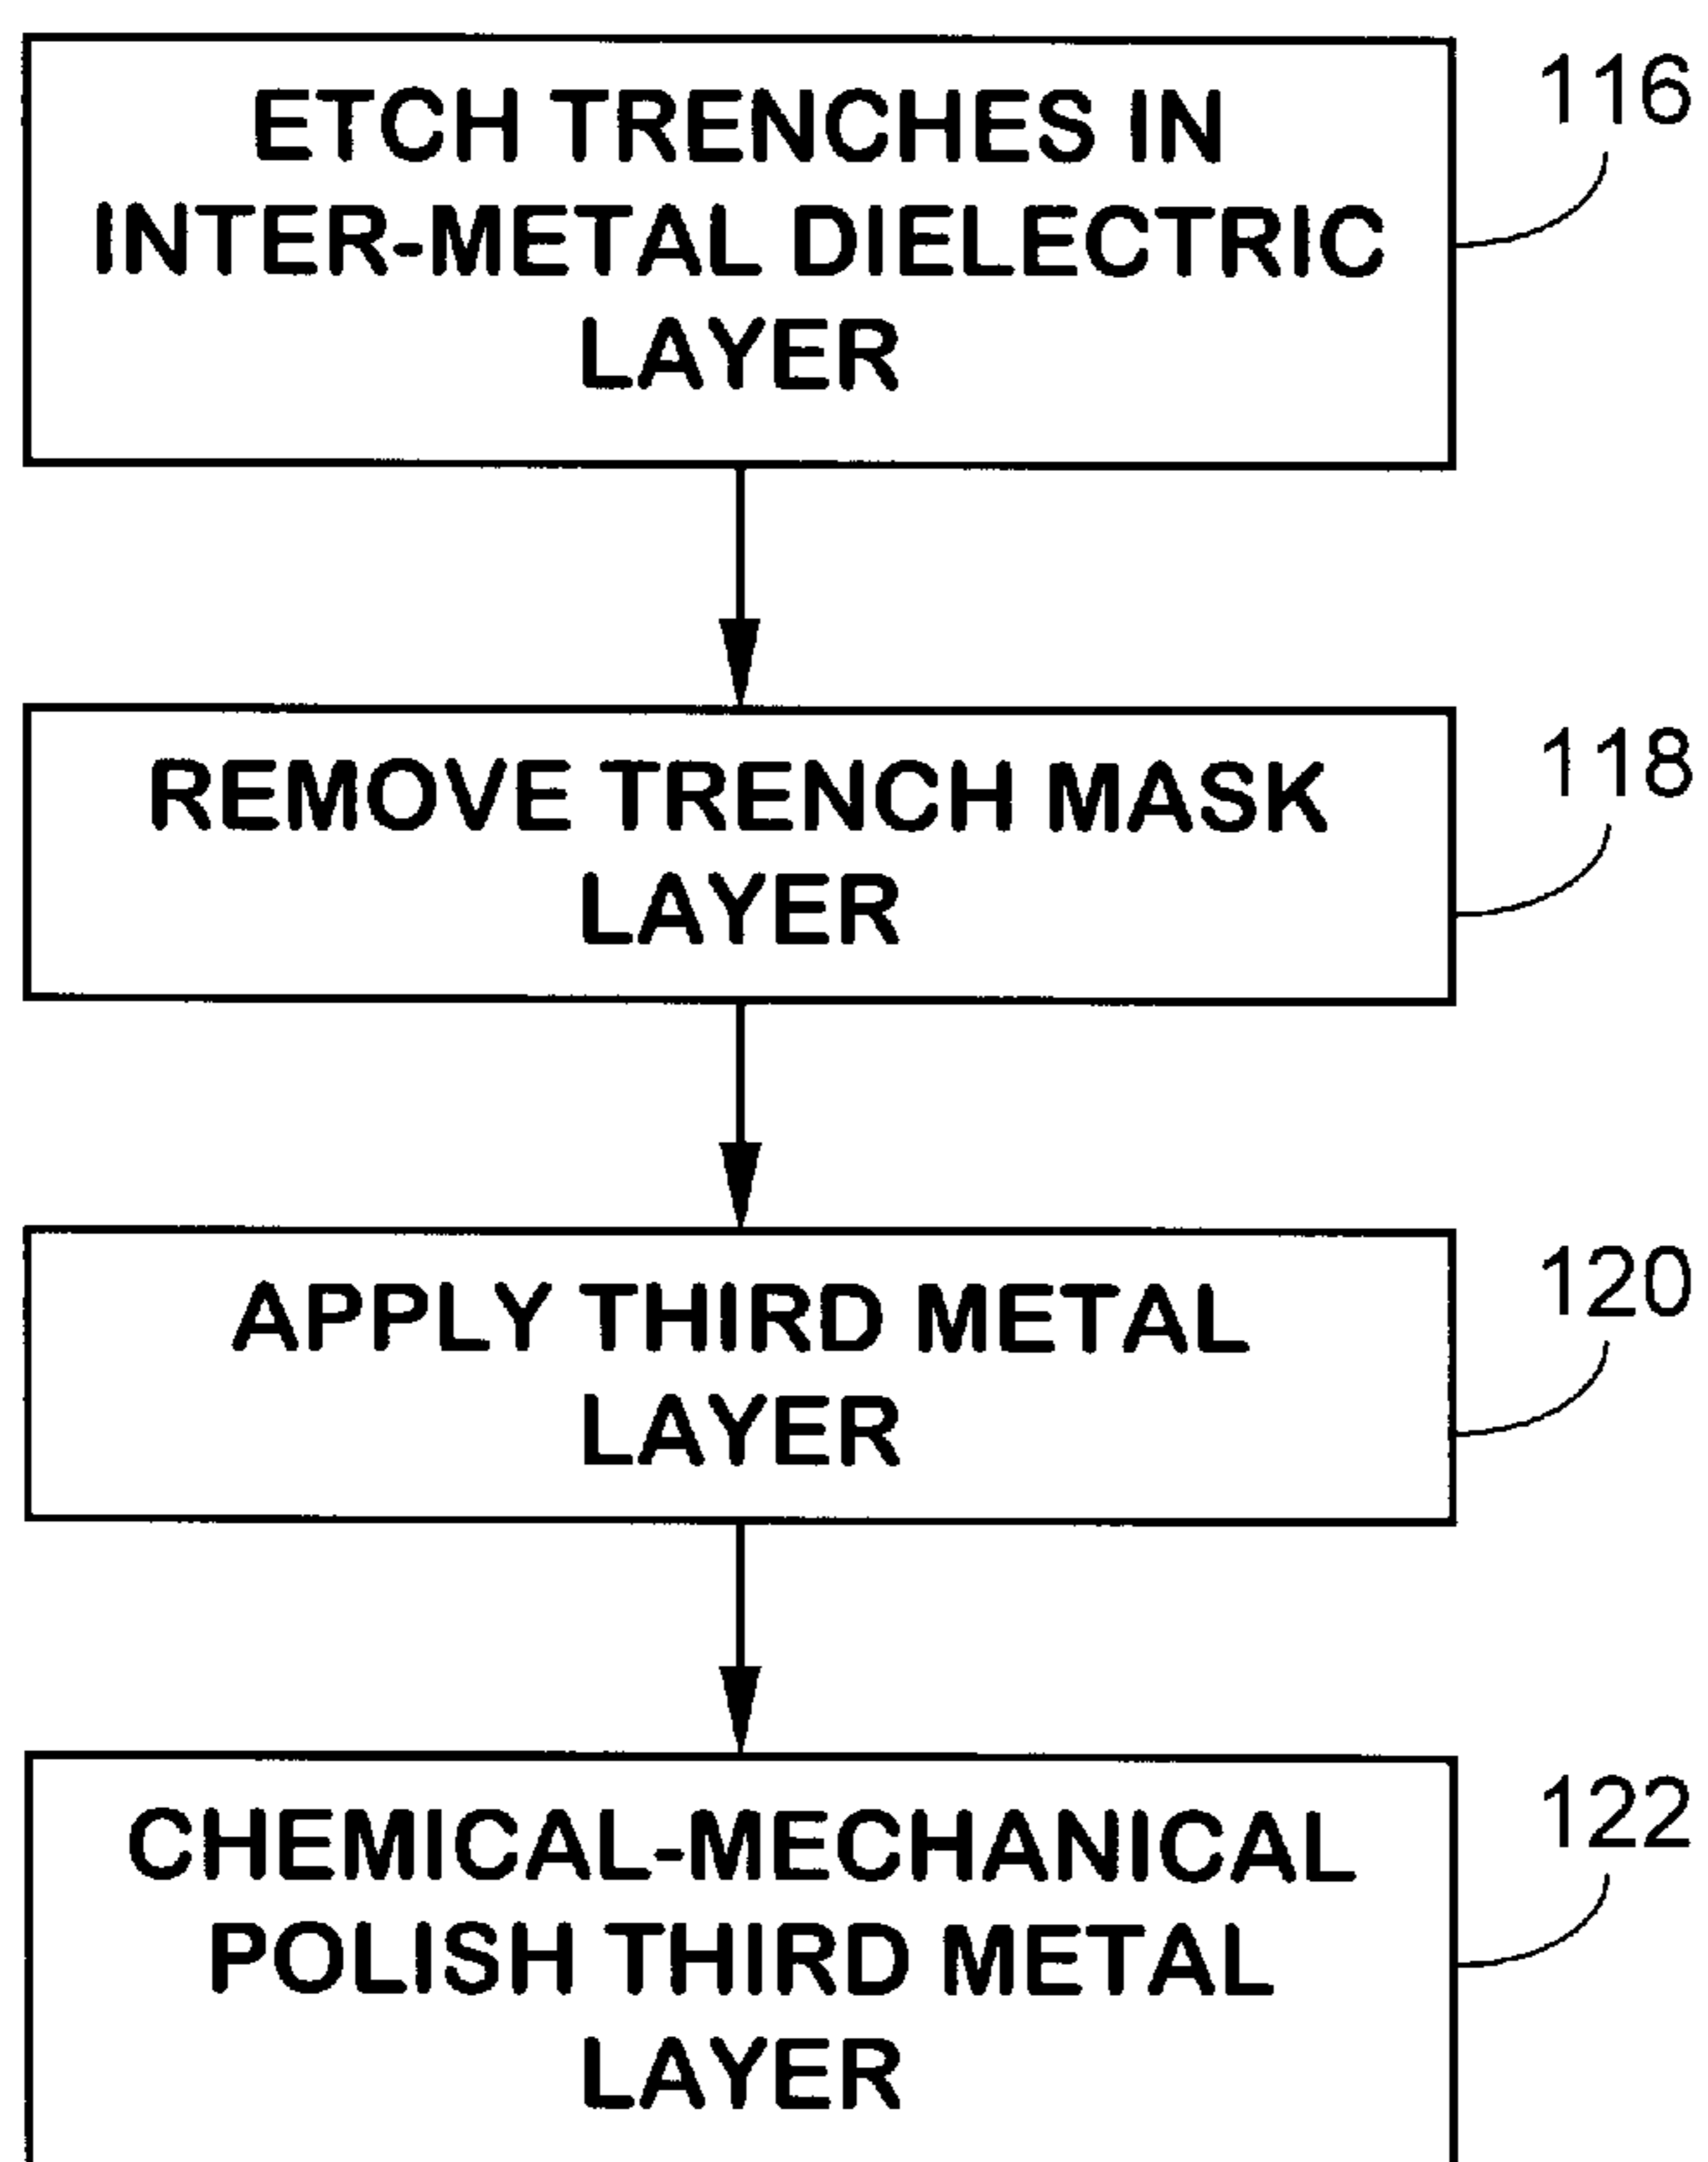 ETCH TRENCHES IN
INTER-METAL DIELECTRIC
LAYER
116
REMOVE TRENCH MASK
LAYER
118
APPLY THIRD METAL
LAYER
120
CHEMICAL-MECHANICAL
POLISH THIRD METAL
LAYER
122